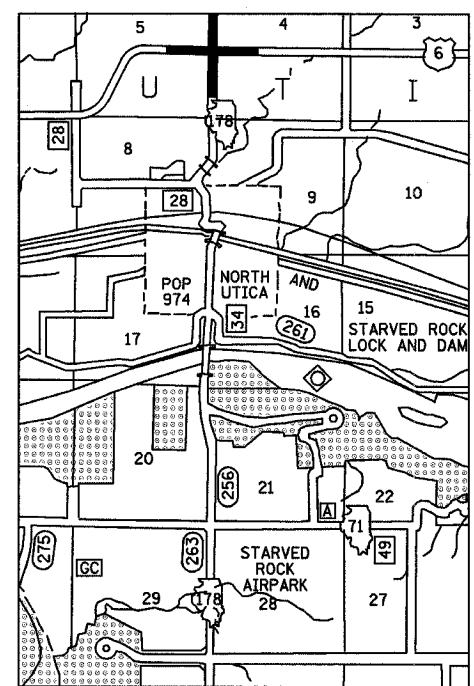 5 4 3
6
U T I
178
28 8
9 10
28
POP
974
NORTH
UTICA
AND
34
16 15
261
17
STARVED ROCK
LOCK AND DAM
20
256
21
22
A
71
49
275
GC
263
STARVED
ROCK
AIRPARK
29
178
28
27